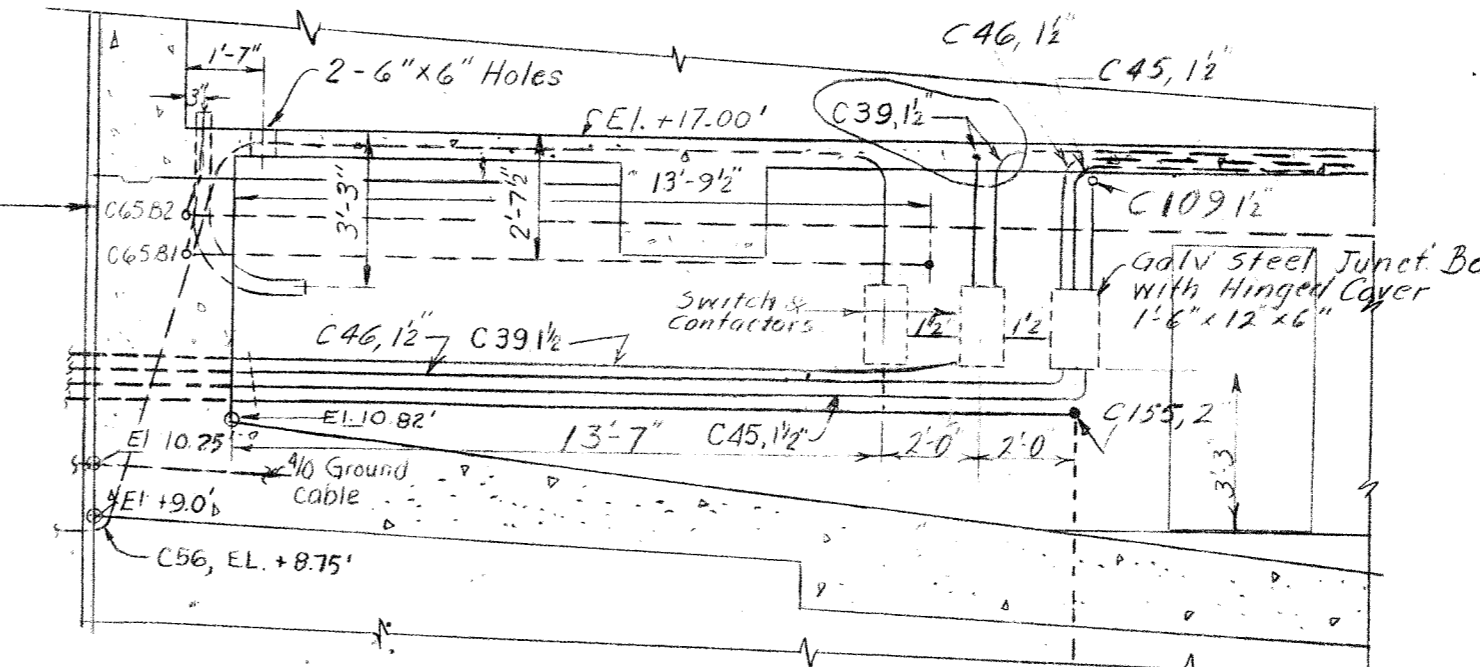 C46, 1½"
C45, 1½"
1'-7"
2-6"x6" Holes
3"
C39, 1½"
El. +17.00'
13'-9½"
3'-3"
2'-7½"
C109 1½"
C65B2
C65B1
Galv Steel Junct. Bo
with Hinged Cover
1'-6" x 12" x 6"
Switch &
Contactors
1½'
1½
C46, 1½"
C39 1½"
El. 10.82'
13'-7"
C45, 1½"
2'-0"
2'-0"
C155, 2
3'-3
El 10.25
4/0 Ground
Cable
El +9.0'
C56, EL. +8.75'